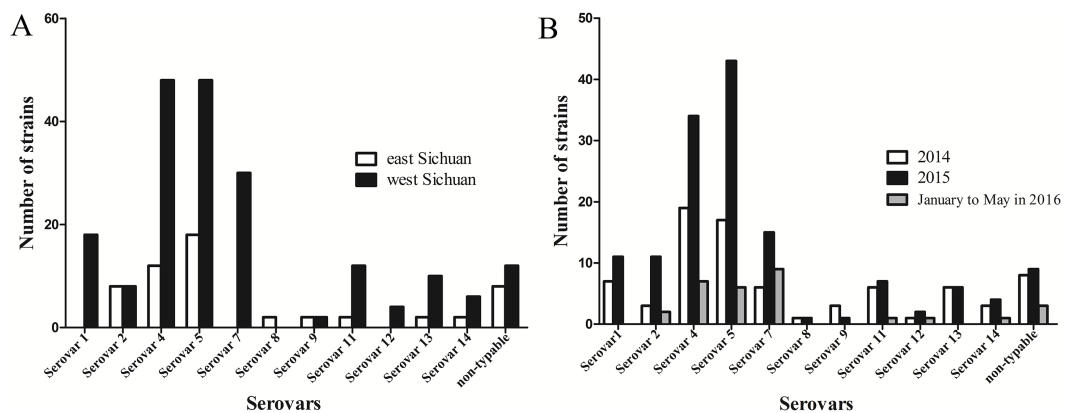 A
Number of strains
60
40
20
0
east Sichuan
west Sichuan
Serovar 1
Serovar 2
Serovar 4
Serovar 5
Serovar 7
Serovar 8
Serovar 9
Serovar 11
Serovar 12
Serovar 13
Serovar 14
non-typable
Serovars
B
Number of strains
50
40
30
20
10
0
2014
2015
January to May in 2016
Serovar1
Serovar 2
Serovar 4
Serovar 5
Serovar 7
Serovar 8
Serovar 9
Serovar 11
Serovar 12
Serovar 13
Serovar 14
non-typable
Serovars